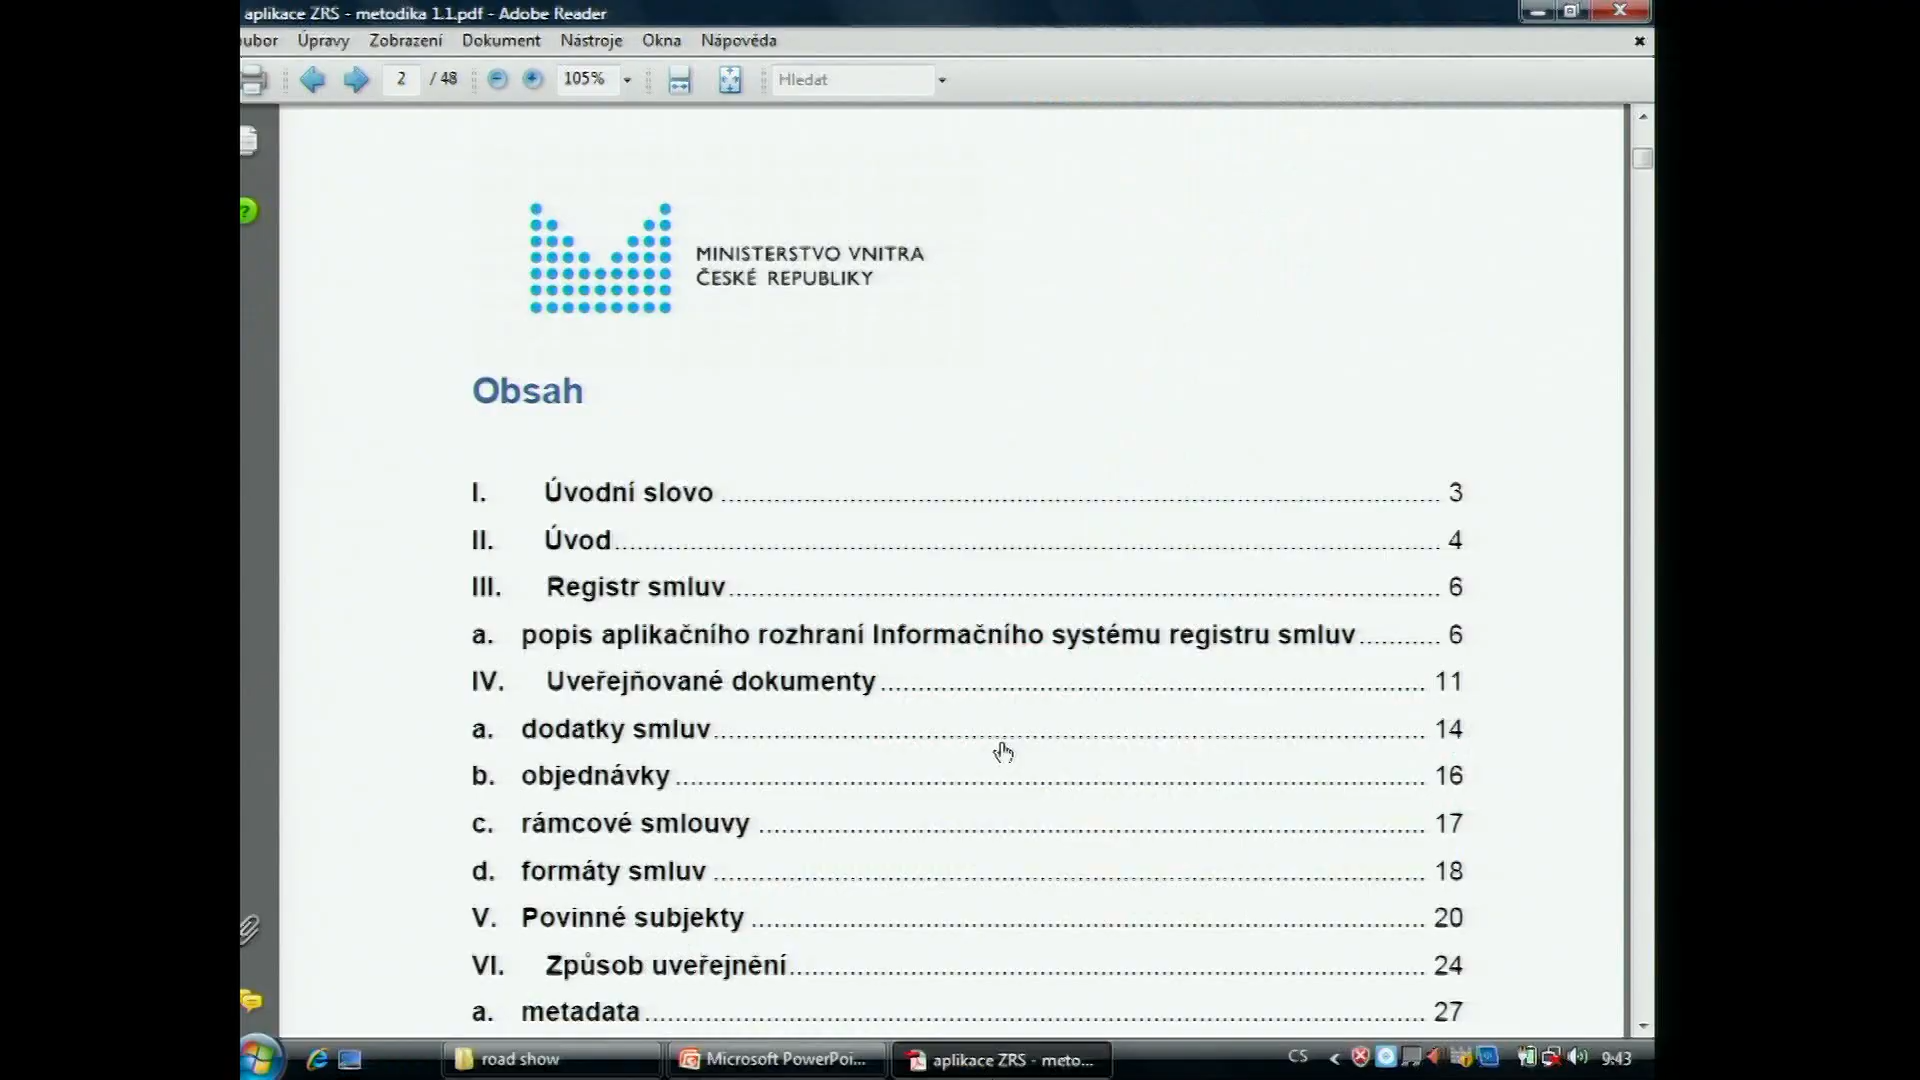 aplikace ZRS - metodika 1.1.pdf - Adobe Reader
ubor Úpravy Zobrazení Dokument Nástroje Okna Nápověda
2 / 48 105% Hledat
MINISTERSTVO VNITRA
ČESKÉ REPUBLIKY
Obsah
I. Úvodní slovo 3
II. Úvod 4
III. Registr smluv 6
a. popis aplikačního rozhraní Informačního systému registru smluv 6
IV. Uveřejňované dokumenty 11
a. dodatky smluv 14
b. objednávky 16
c. rámcové smlouvy 17
d. formáty smluv 18
V. Povinné subjekty 20
VI. Způsob uveřejnění 24
a. metadata 27
road show Microsoft PowerPoi... aplikace ZRS - meto... CS 9:43